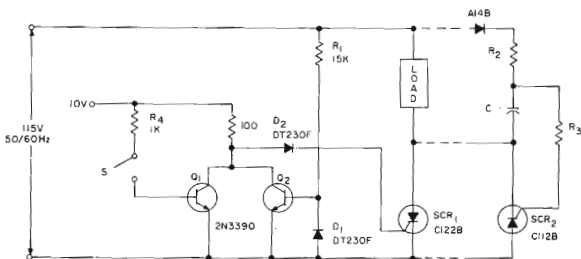 A14B
R1
15K
R2
LOAD
C
R3
10V
R4
1K
100
D2
DT230F
115V
50/60Hz
S
Q1
Q2
2N3390
D1
DT230F
SCR1
C122B
SCR2
C112B